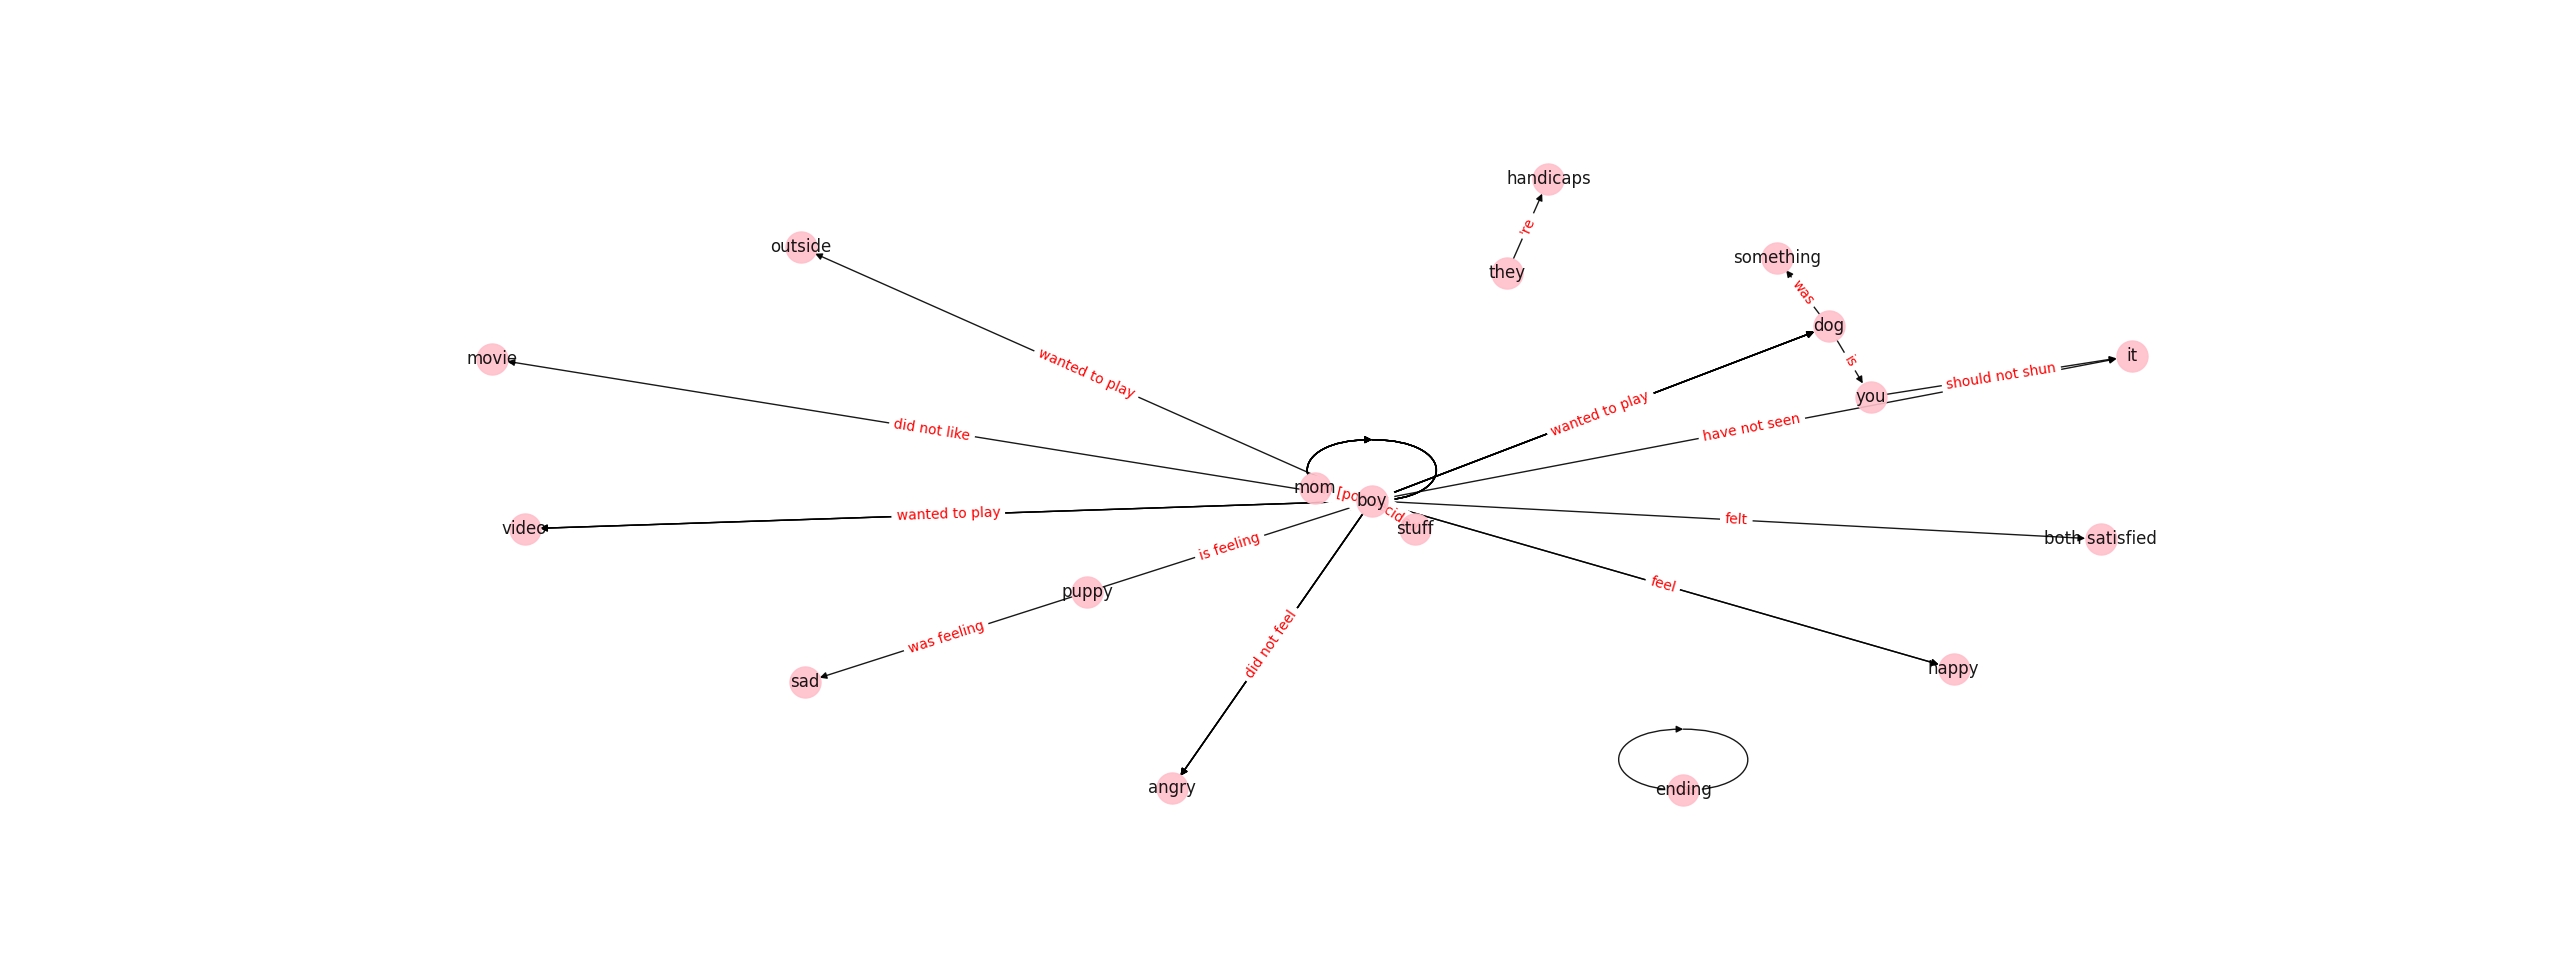 handicaps
're
they
outside
something
was
dog
is
you
it
should not shun
movie
wanted to play
did not like
wanted to play
have not seen
mom
boy
stuff
video
wanted to play
felt
both satisfied
is feeling
puppy
feel
was feeling
sad
did not feel
happy
angry
ending